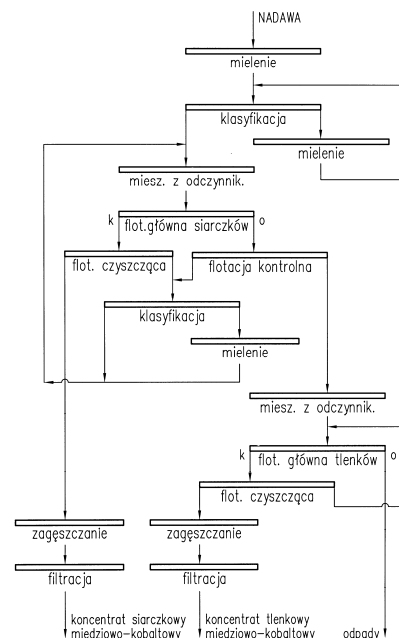 NADAWA
mielenie
klasyfikacja
mielenie
miesz. z odczynnik.
k flot.główna siarczków o
flot. czyszcząca
flotacja kontrolna
klasyfikacja
mielenie
miesz. z odczynnik.
k flot. główna tlenków o
flot. czyszcząca
zagęszczanie
zagęszczanie
filtracja
filtracja
koncentrat siarczkowy
miedziowo-kobaltowy
koncentrat tlenkowy
miedziowo-kobaltowy
odpady